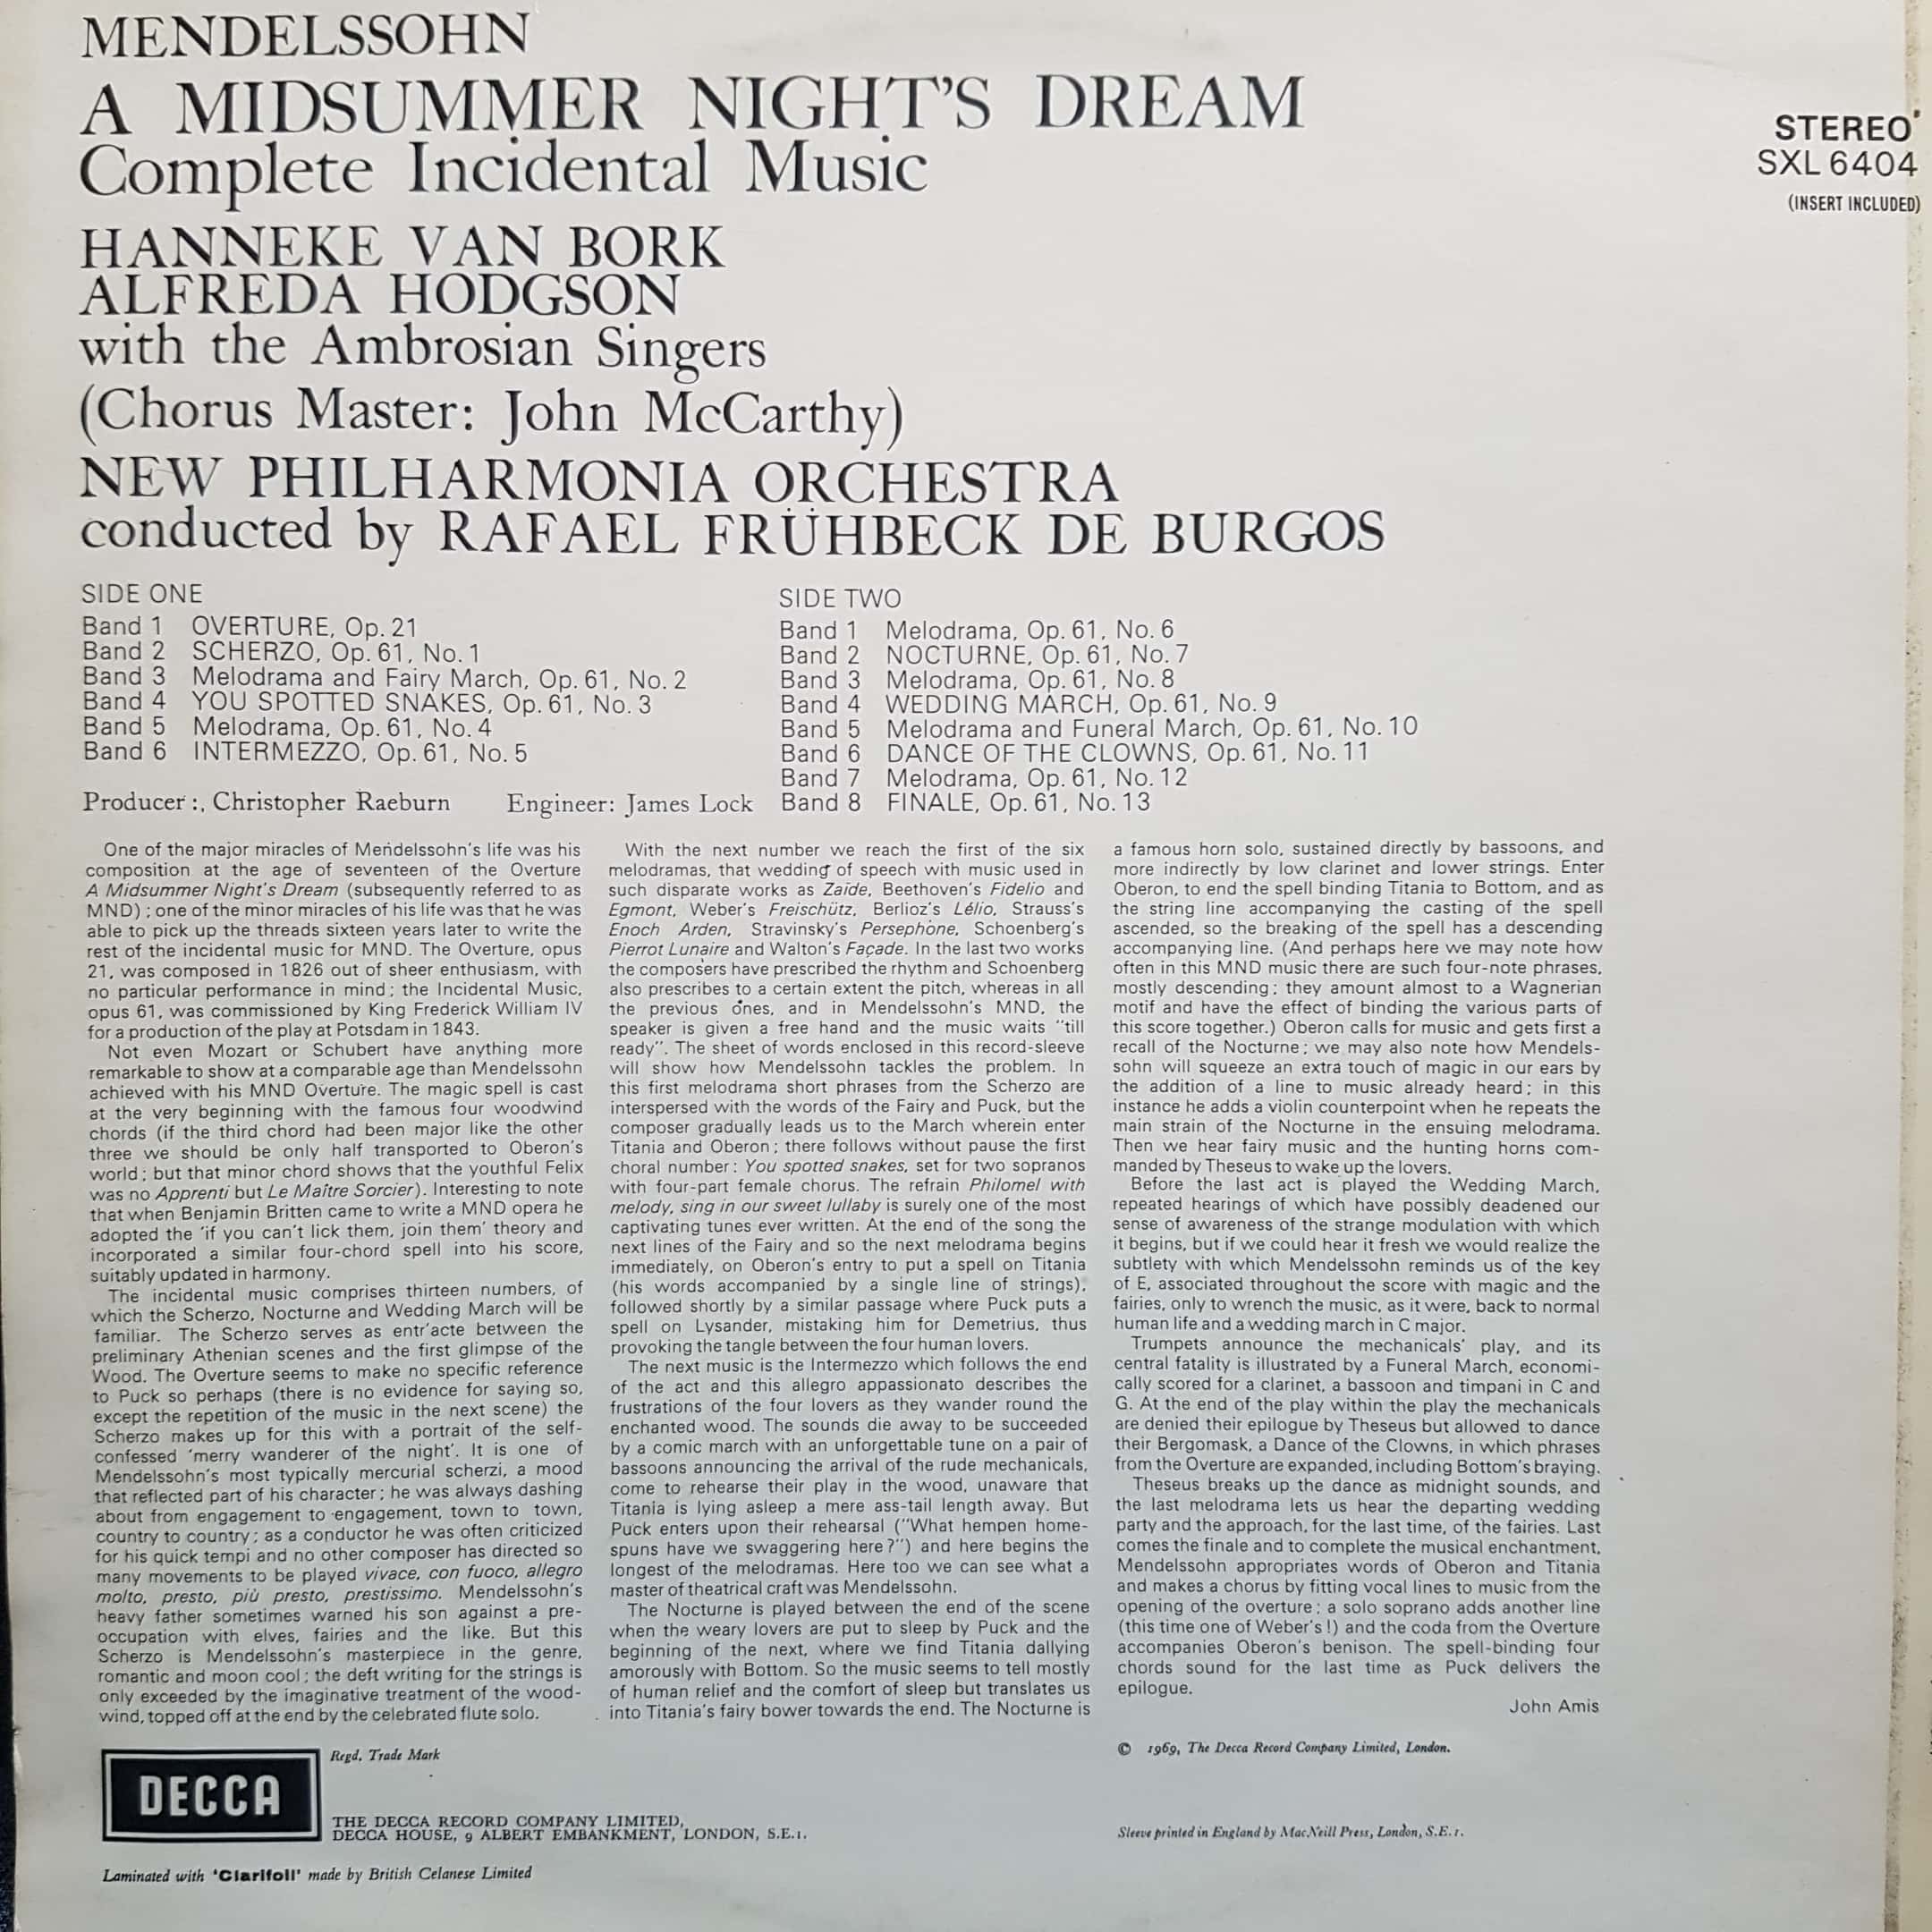 MENDELSSOHN
A MIDSUMMER NIGHT'S DREAM
Complete Incidental Music
STEREO
SXL 6404
(INSERT INCLUDED)
HANNEKE VAN BORK
ALFREDA HODGSON
with the Ambrosian Singers
(Chorus Master: John McCarthy)
NEW PHILHARMONIA ORCHESTRA
conducted by RAFAEL FRÜHBECK DE BURGOS
SIDE ONE
Band 1 OVERTURE, Op. 21
Band 2 SCHERZO, Op. 61, No. 1
Band 3 Melodrama and Fairy March, Op. 61, No. 2
Band 4 YOU SPOTTED SNAKES, Op. 61, No. 3
Band 5 Melodrama, Op. 61, No. 4
Band 6 INTERMEZZO, Op. 61, No. 5
Producer :, Christopher Raeburn Engineer: James Lock
SIDE TWO
Band 1 Melodrama, Op. 61, No. 6
Band 2 NOCTURNE, Op. 61, No. 7
Band 3 Melodrama, Op. 61, No. 8
Band 4 WEDDING MARCH, Op. 61, No. 9
Band 5 Melodrama and Funeral March, Op. 61, No. 10
Band 6 DANCE OF THE CLOWNS, Op. 61, No. 11
Band 7 Melodrama, Op. 61, No. 12
Band 8 FINALE, Op. 61, No. 13
One of the major miracles of Mendelssohn's life was his
composition at the age of seventeen of the Overture
A Midsummer Night's Dream (subsequently referred to as
MND) ; one of the minor miracles of his life was that he was
able to pick up the threads sixteen years later to write the
rest of the incidental music for MND. The Overture, opus
21, was composed in 1826 out of sheer enthusiasm, with
no particular performance in mind ; the Incidental Music,
opus 61, was commissioned by King Frederick William IV
for a production of the play at Potsdam in 1843.
Not even Mozart or Schubert have anything more
remarkable to show at a comparable age than Mendelssohn
achieved with his MND Overture. The magic spell is cast
at the very beginning with the famous four woodwind
chords (if the third chord had been major like the other
three we should be only half transported to Oberon's
world ; but that minor chord shows that the youthful Felix
was no Apprenti but Le Maître Sorcier). Interesting to note
that when Benjamin Britten came to write a MND opera he
adopted the 'if you can't lick them, join them' theory and
incorporated a similar four-chord spell into his score,
suitably updated in harmony.
The incidental music comprises thirteen numbers, of
which the Scherzo, Nocturne and Wedding March will be
familiar. The Scherzo serves as entr'acte between the
preliminary Athenian scenes and the first glimpse of the
Wood. The Overture seems to make no specific reference
to Puck so perhaps (there is no evidence for saying so,
except the repetition of the music in the next scene) the
Scherzo makes up for this with a portrait of the self-
confessed 'merry wanderer of the night'. It is one of
Mendelssohn's most typically mercurial scherzi, a mood
that reflected part of his character ; he was always dashing
about from engagement to engagement, town to town,
country to country ; as a conductor he was often criticized
for his quick tempi and no other composer has directed so
many movements to be played vivace, con fuoco, allegro
molto, presto, più presto, prestissimo. Mendelssohn's
heavy father sometimes warned his son against a pre-
occupation with elves, fairies and the like. But this
Scherzo is Mendelssohn's masterpiece in the genre,
romantic and moon cool ; the deft writing for the strings is
only exceeded by the imaginative treatment of the wood-
wind, topped off at the end by the celebrated flute solo.
With the next number we reach the first of the six
melodramas, that wedding of speech with music used in
such disparate works as Zaïde, Beethoven's Fidelio and
Egmont, Weber's Freischütz, Berlioz's Lélio, Strauss's
Enoch Arden, Stravinsky's Persephone, Schoenberg's
Pierrot Lunaire and Walton's Façade. In the last two works
the composers have prescribed the rhythm and Schoenberg
also prescribes to a certain extent the pitch, whereas in all
the previous ones, and in Mendelssohn's MND, the
speaker is given a free hand and the music waits "till
ready". The sheet of words enclosed in this record-sleeve
will show how Mendelssohn tackles the problem. In
this first melodrama short phrases from the Scherzo are
interspersed with the words of the Fairy and Puck, but the
composer gradually leads us to the March wherein enter
Titania and Oberon ; there follows without pause the first
choral number : You spotted snakes, set for two sopranos
with four-part female chorus. The refrain Philomel with
melody, sing in our sweet lullaby is surely one of the most
captivating tunes ever written. At the end of the song the
next lines of the Fairy and so the next melodrama begins
immediately, on Oberon's entry to put a spell on Titania
(his words accompanied by a single line of strings),
followed shortly by a similar passage where Puck puts a
spell on Lysander, mistaking him for Demetrius, thus
provoking the tangle between the four human lovers.
The next music is the Intermezzo which follows the end
of the act and this allegro appassionato describes the
frustrations of the four lovers as they wander round the
enchanted wood. The sounds die away to be succeeded
by a comic march with an unforgettable tune on a pair of
bassoons announcing the arrival of the rude mechanicals,
come to rehearse their play in the wood, unaware that
Titania is lying asleep a mere ass-tail length away. But
Puck enters upon their rehearsal ("What hempen home-
spuns have we swaggering here ?") and here begins the
longest of the melodramas. Here too we can see what a
master of theatrical craft was Mendelssohn.
The Nocturne is played between the end of the scene
when the weary lovers are put to sleep by Puck and the
beginning of the next, where we find Titania dallying
amorously with Bottom. So the music seems to tell mostly
of human relief and the comfort of sleep but translates us
into Titania's fairy bower towards the end. The Nocturne is
a famous horn solo, sustained directly by bassoons, and
more indirectly by low clarinet and lower strings. Enter
Oberon, to end the spell binding Titania to Bottom, and as
the string line accompanying the casting of the spell
ascended, so the breaking of the spell has a descending
accompanying line. (And perhaps here we may note how
often in this MND music there are such four-note phrases,
mostly descending ; they amount almost to a Wagnerian
motif and have the effect of binding the various parts of
this score together.) Oberon calls for music and gets first a
recall of the Nocturne ; we may also note how Mendels-
sohn will squeeze an extra touch of magic in our ears by
the addition of a line to music already heard ; in this
instance he adds a violin counterpoint when he repeats the
main strain of the Nocturne in the ensuing melodrama.
Then we hear fairy music and the hunting horns com-
manded by Theseus to wake up the lovers.
Before the last act is played the Wedding March,
repeated hearings of which have possibly deadened our
sense of awareness of the strange modulation with which
it begins, but if we could hear it fresh we would realize the
subtlety with which Mendelssohn reminds us of the key
of E, associated throughout the score with magic and the
fairies, only to wrench the music, as it were, back to normal
human life and a wedding march in C major.
Trumpets announce the mechanicals' play, and its
central fatality is illustrated by a Funeral March, economi-
cally scored for a clarinet, a bassoon and timpani in C and
G. At the end of the play within the play the mechanicals
are denied their epilogue by Theseus but allowed to dance
their Bergomask, a Dance of the Clowns, in which phrases
from the Overture are expanded, including Bottom's braying.
Theseus breaks up the dance as midnight sounds, and
the last melodrama lets us hear the departing wedding
party and the approach, for the last time, of the fairies. Last
comes the finale and to complete the musical enchantment,
Mendelssohn appropriates words of Oberon and Titania
and makes a chorus by fitting vocal lines to music from the
opening of the overture ; a solo soprano adds another line
(this time one of Weber's !) and the coda from the Overture
accompanies Oberon's benison. The spell-binding four
chords sound for the last time as Puck delivers the
epilogue.
John Amis
DECCA
Regd. Trade Mark
THE DECCA RECORD COMPANY LIMITED,
DECCA HOUSE, 9 ALBERT EMBANKMENT, LONDON, S.E.1.
© 1969, The Decca Record Company Limited, London.
Sleeve printed in England by MacNeill Press, London, S.E.1.
Laminated with 'Clarifoil' made by British Celanese Limited